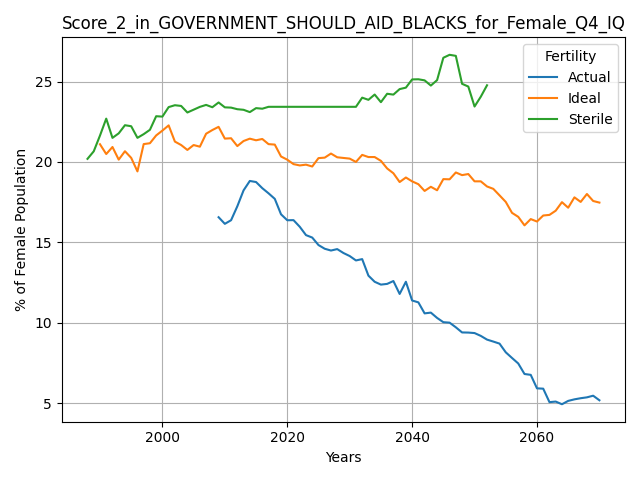 Score_2_in_GOVERNMENT_SHOULD_AID_BLACKS_for_Female_Q4_IQ
Fertility
Actual
Ideal
Sterile
% of Female Population
25
20
15
10
5
2000 2020 2040 2060
Years